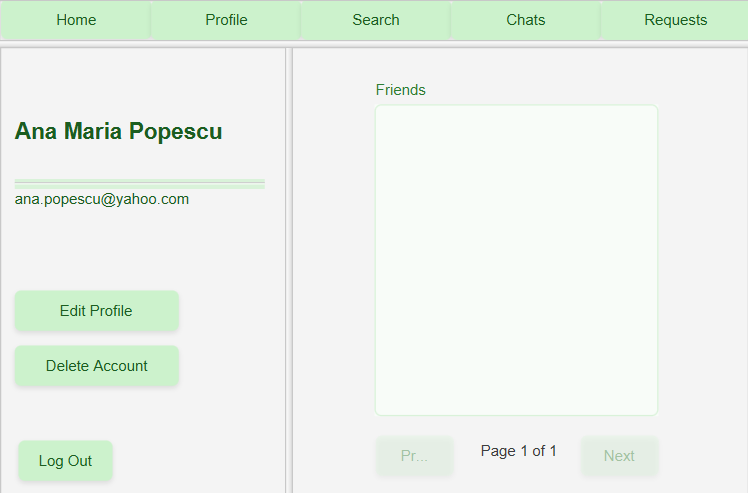 Home Profile Search Chats Requests
Ana Maria Popescu
ana.popescu@yahoo.com
Edit Profile
Delete Account
Log Out
Friends
Pr... Page 1 of 1 Next